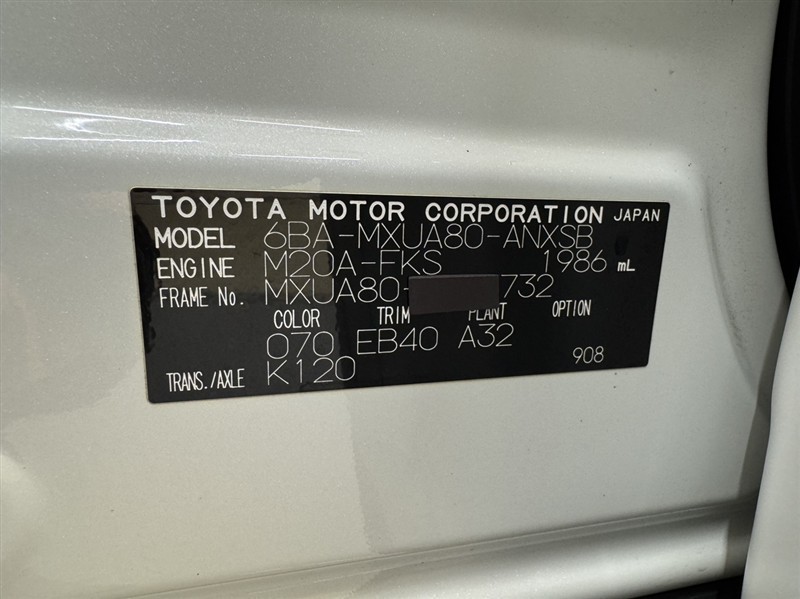 TOYOTA MOTOR CORPORATION JAPAN
MODEL 6BA-MXUA80-ANXSB
ENGINE M20A-FKS 1986 mL
FRAME No. MXUA80- 732
COLOR TRIM PLANT OPTION
070 EB40 A32
TRANS./AXLE K120 908